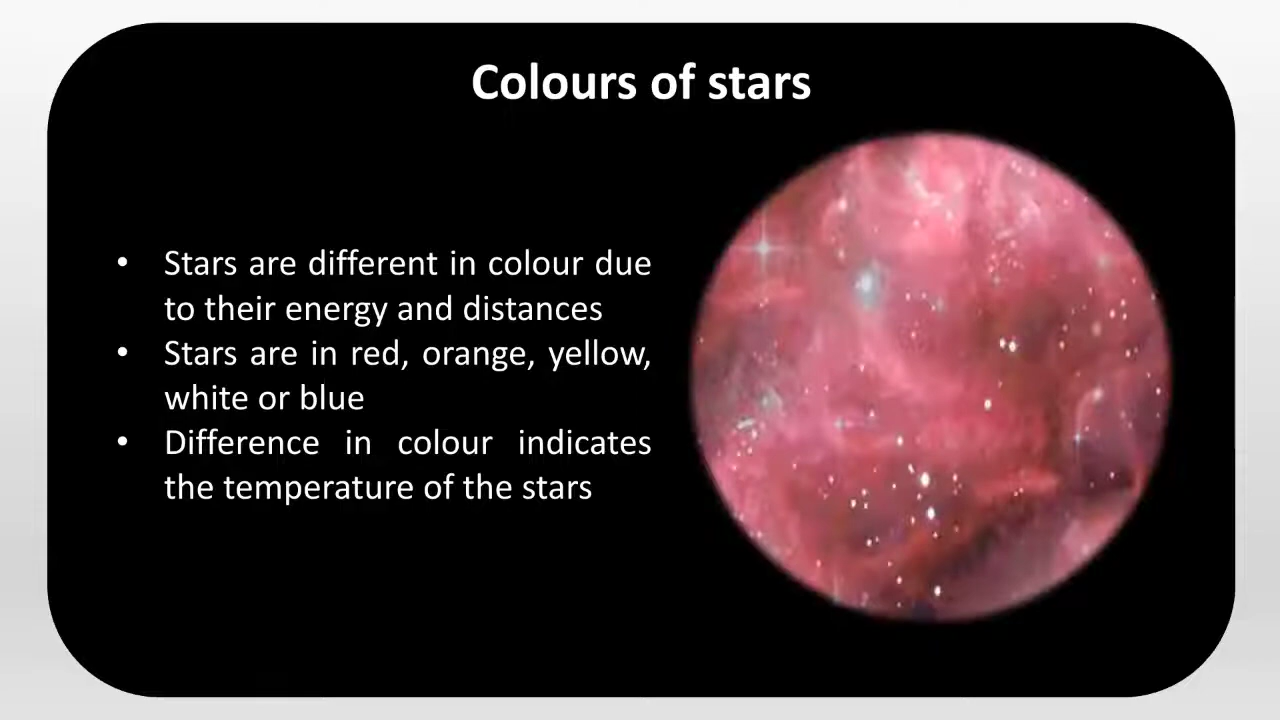 Colours of stars
• Stars are different in colour due
to their energy and distances
• Stars are in red, orange, yellow,
white or blue
• Difference in colour indicates
the temperature of the stars